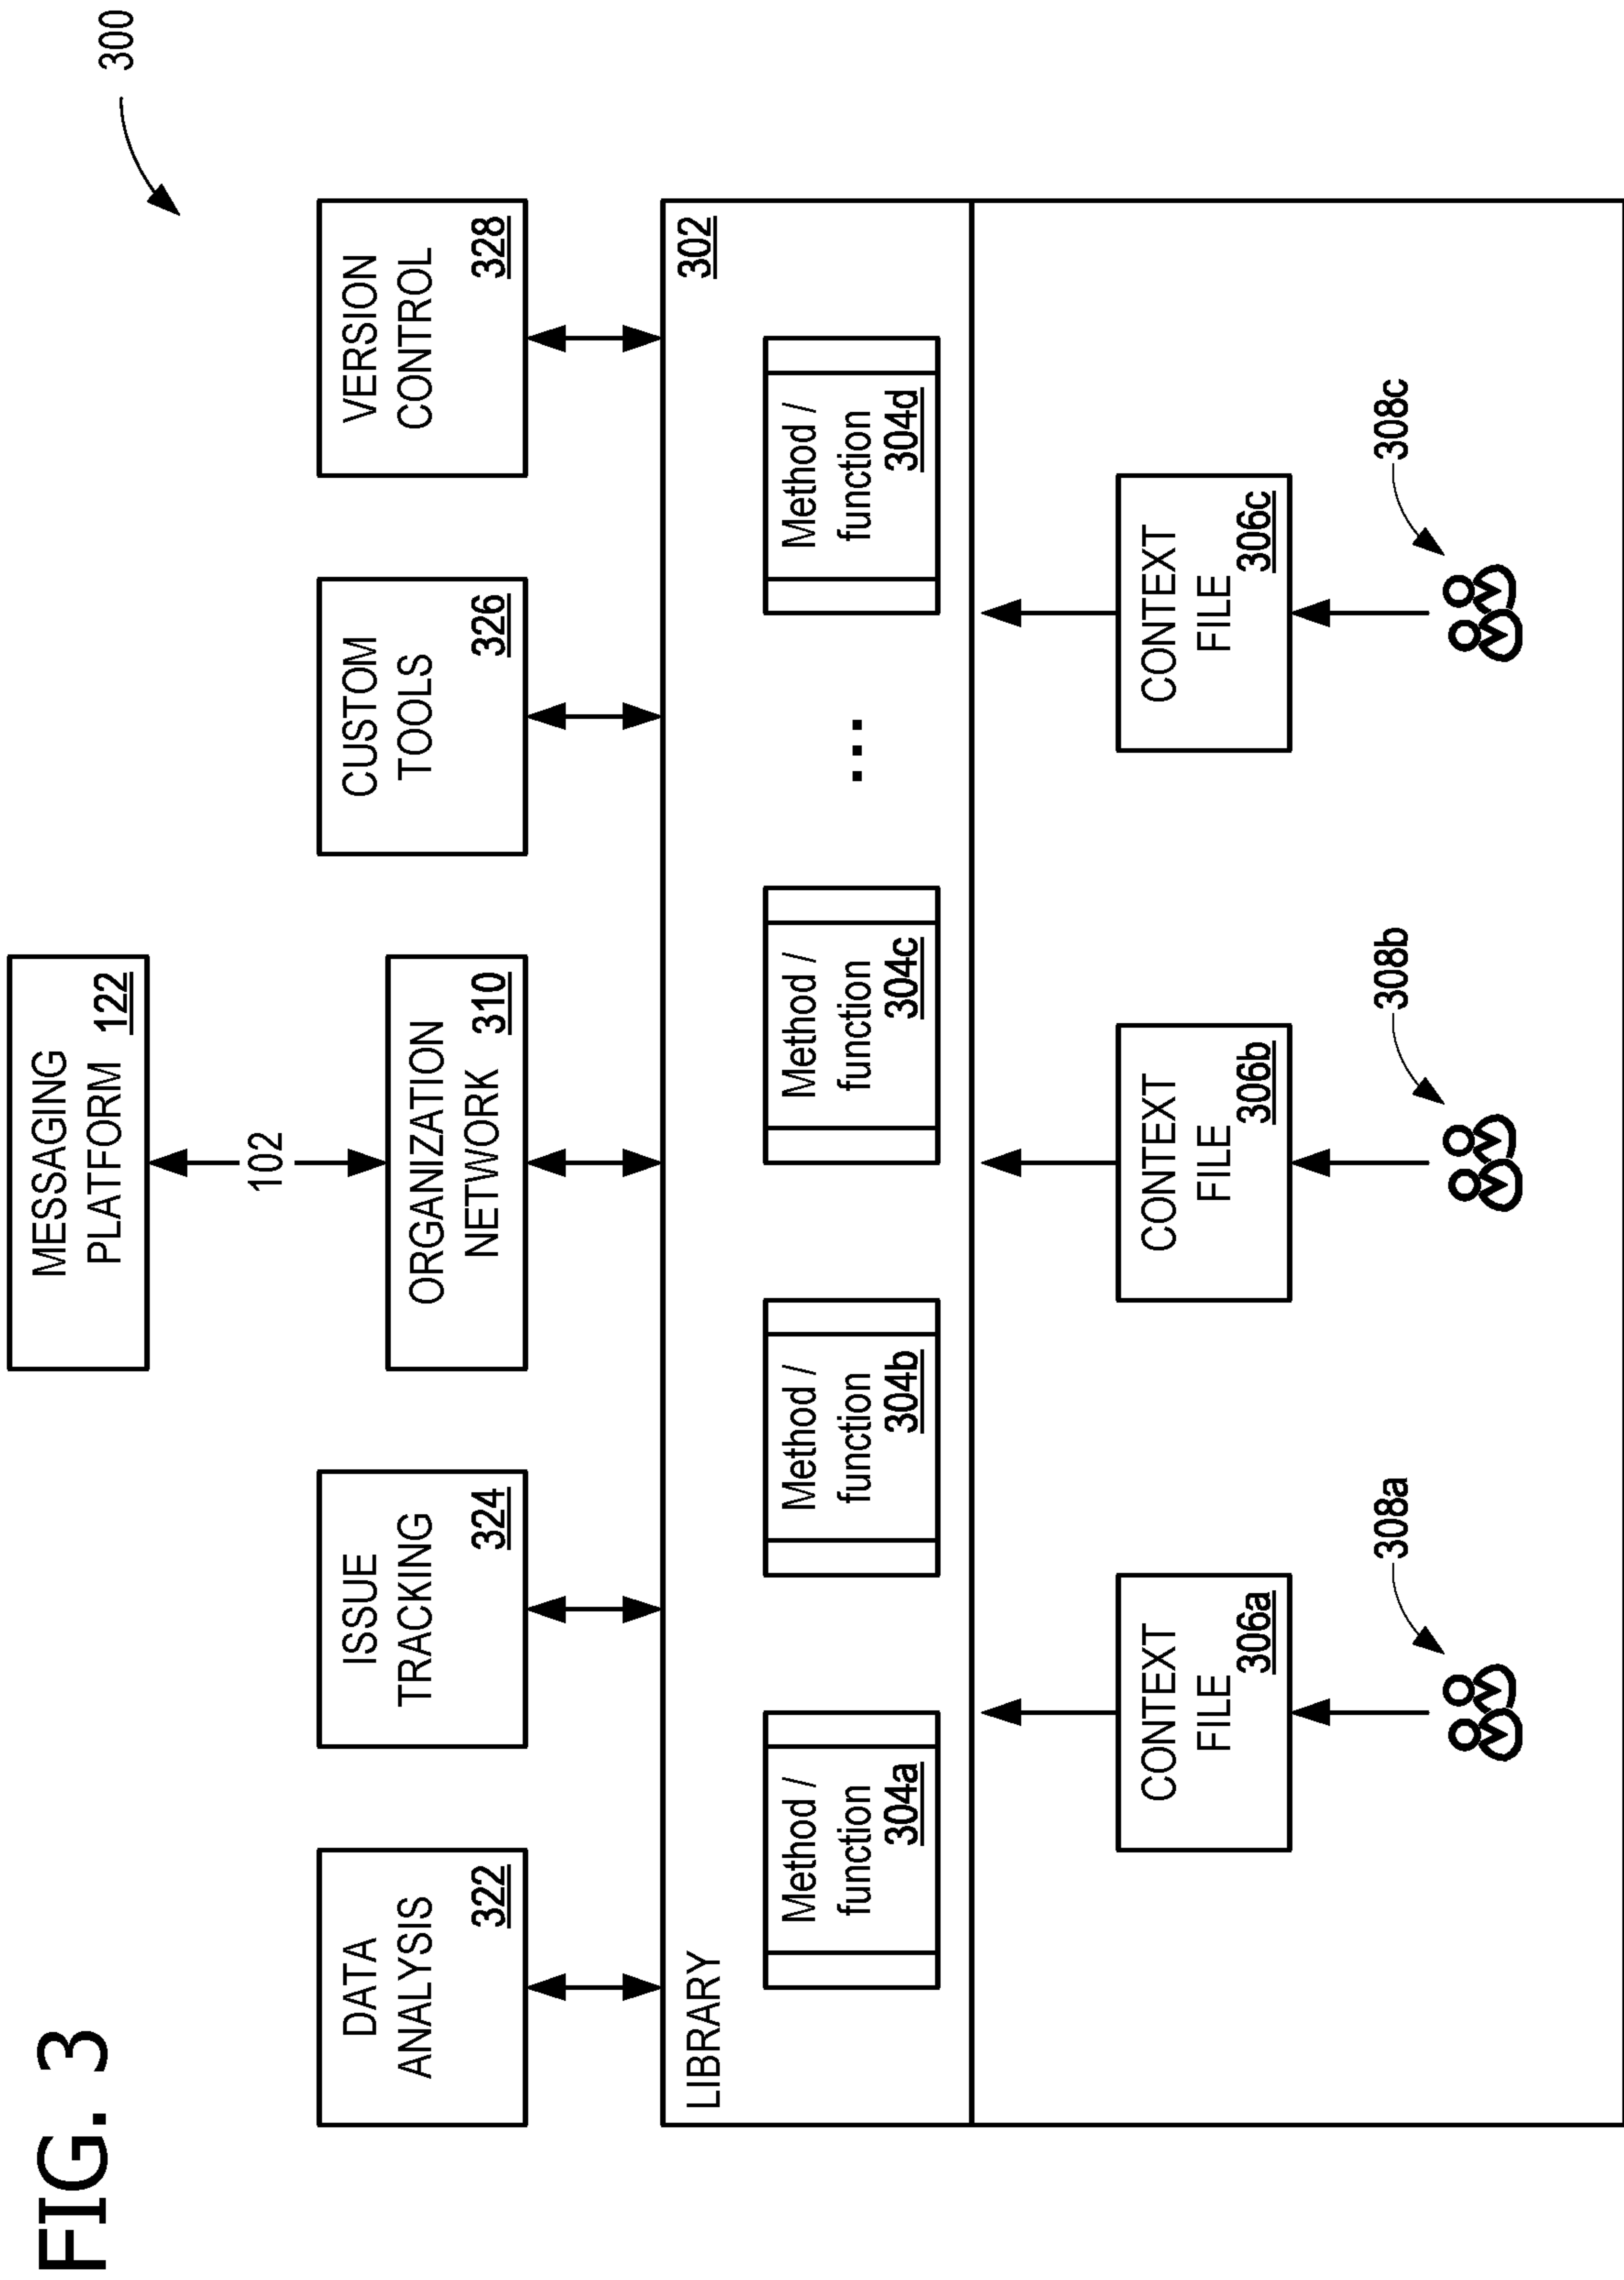 FIG. 3
300
MESSAGING
PLATFORM 122
102
DATA
ANALYSIS
322
ISSUE
TRACKING
324
ORGANIZATION
NETWORK 310
CUSTOM
TOOLS
326
VERSION
CONTROL
328
LIBRARY
302
Method /
function
304a
Method /
function
304b
Method /
function
304c
...
Method /
function
304d
CONTEXT
FILE
306a
CONTEXT
FILE
306b
CONTEXT
FILE
306c
308a
308b
308c